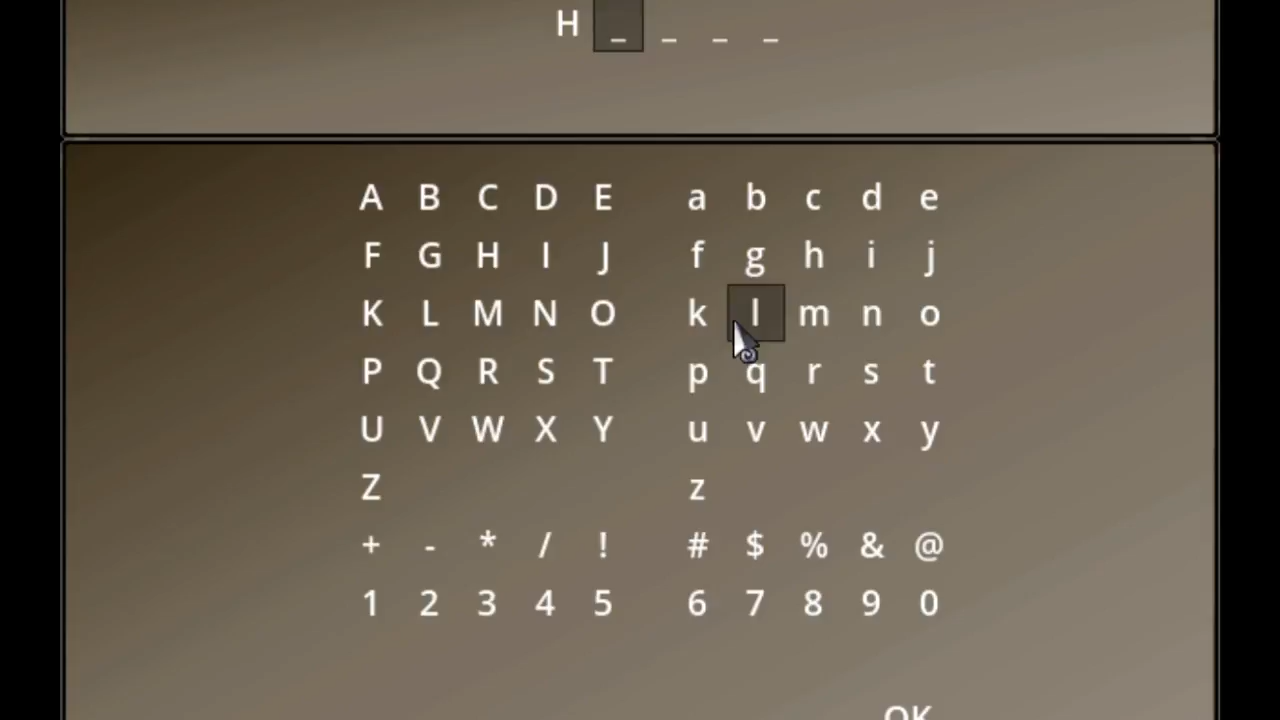 H _ _ _ _
A B C D E a b c d e
F G H I J f g h i j
K L M N O k l m n o
P Q R S T p q r s t
U V W X Y u v w x y
Z z
+ - * / ! # $ % & @
1 2 3 4 5 6 7 8 9 0
OK